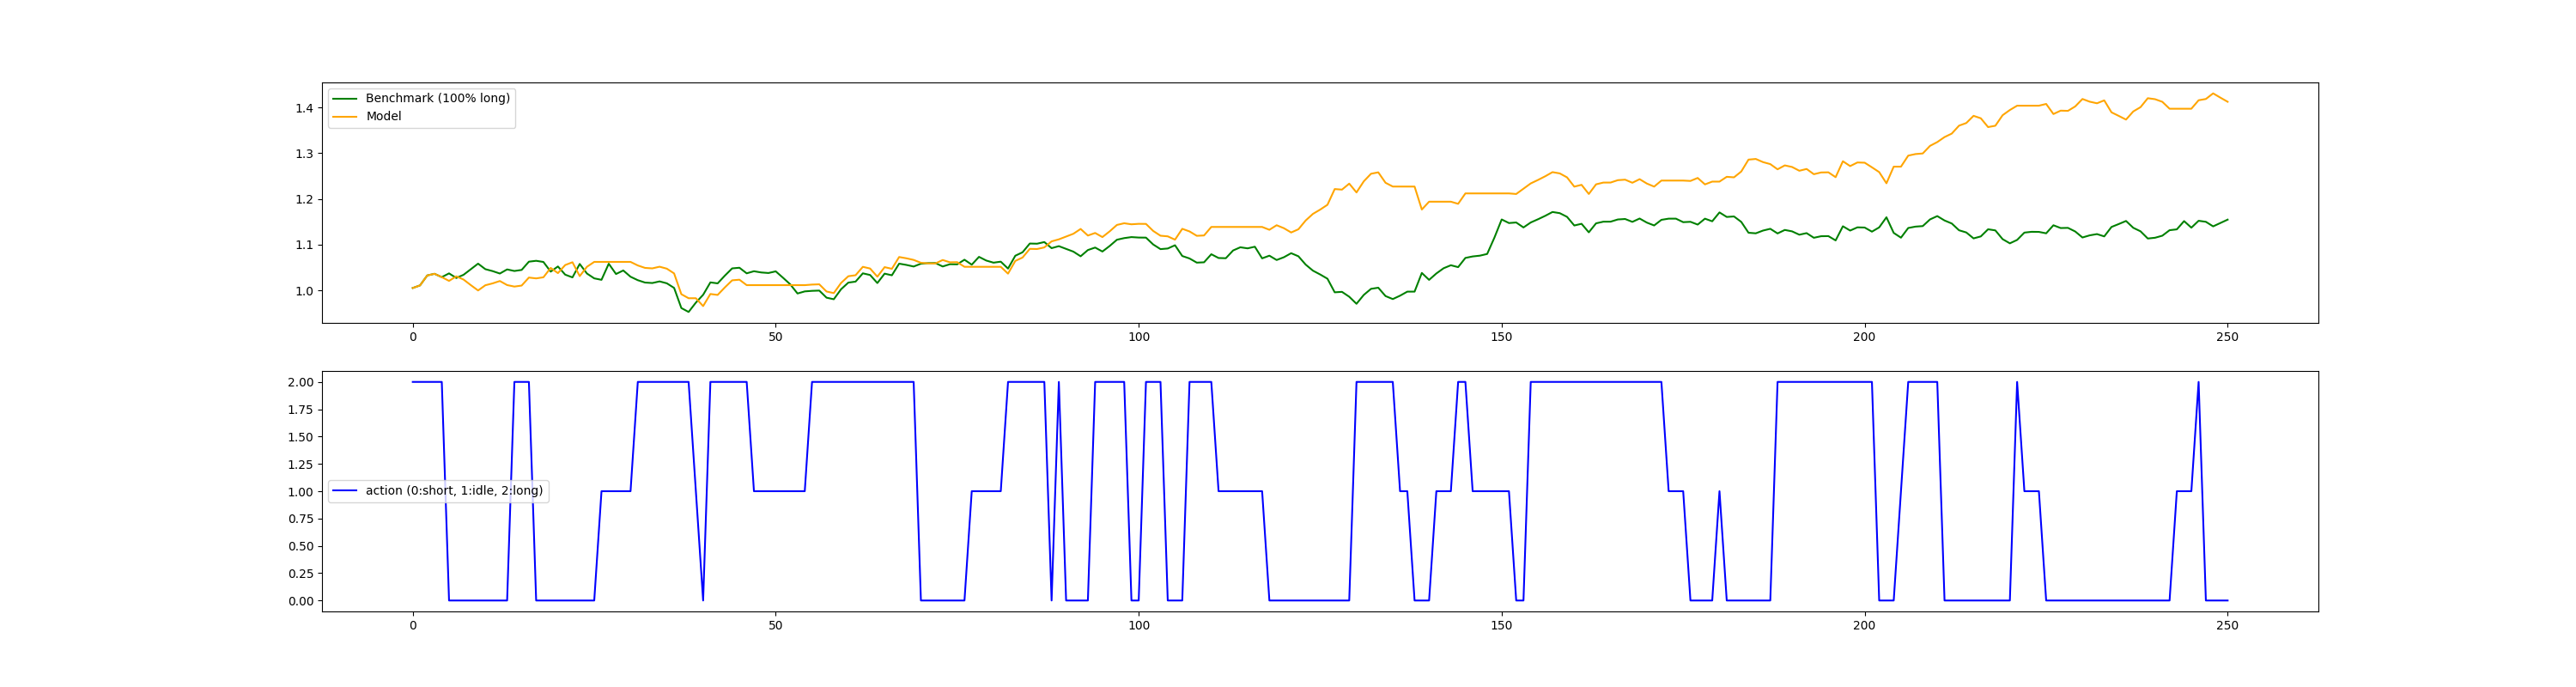 Benchmark (100% long)
Model
1.4
1.3
1.2
1.1
1.0
0 50 100 150 200 250
2.00
1.75
1.50
1.25
1.00
0.75
0.50
0.25
0.00
action (0:short, 1:idle, 2:long)
0 50 100 150 200 250